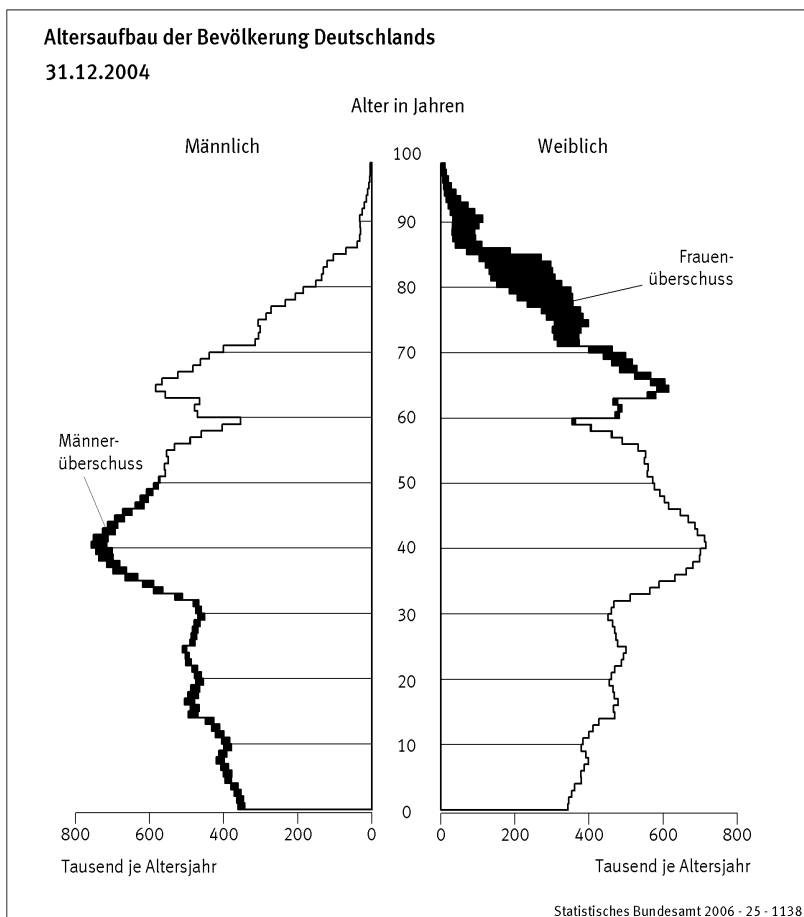 Altersaufbau der Bevölkerung Deutschlands
31.12.2004
Alter in Jahren
Männlich
Weiblich
100
90
80
70
60
50
40
30
20
10
0
Frauen-
überschuss
Männer-
überschuss
800 600 400 200 0
0 200 400 600 800
Tausend je Altersjahr
Tausend je Altersjahr
Statistisches Bundesamt 2006 - 25 - 1138